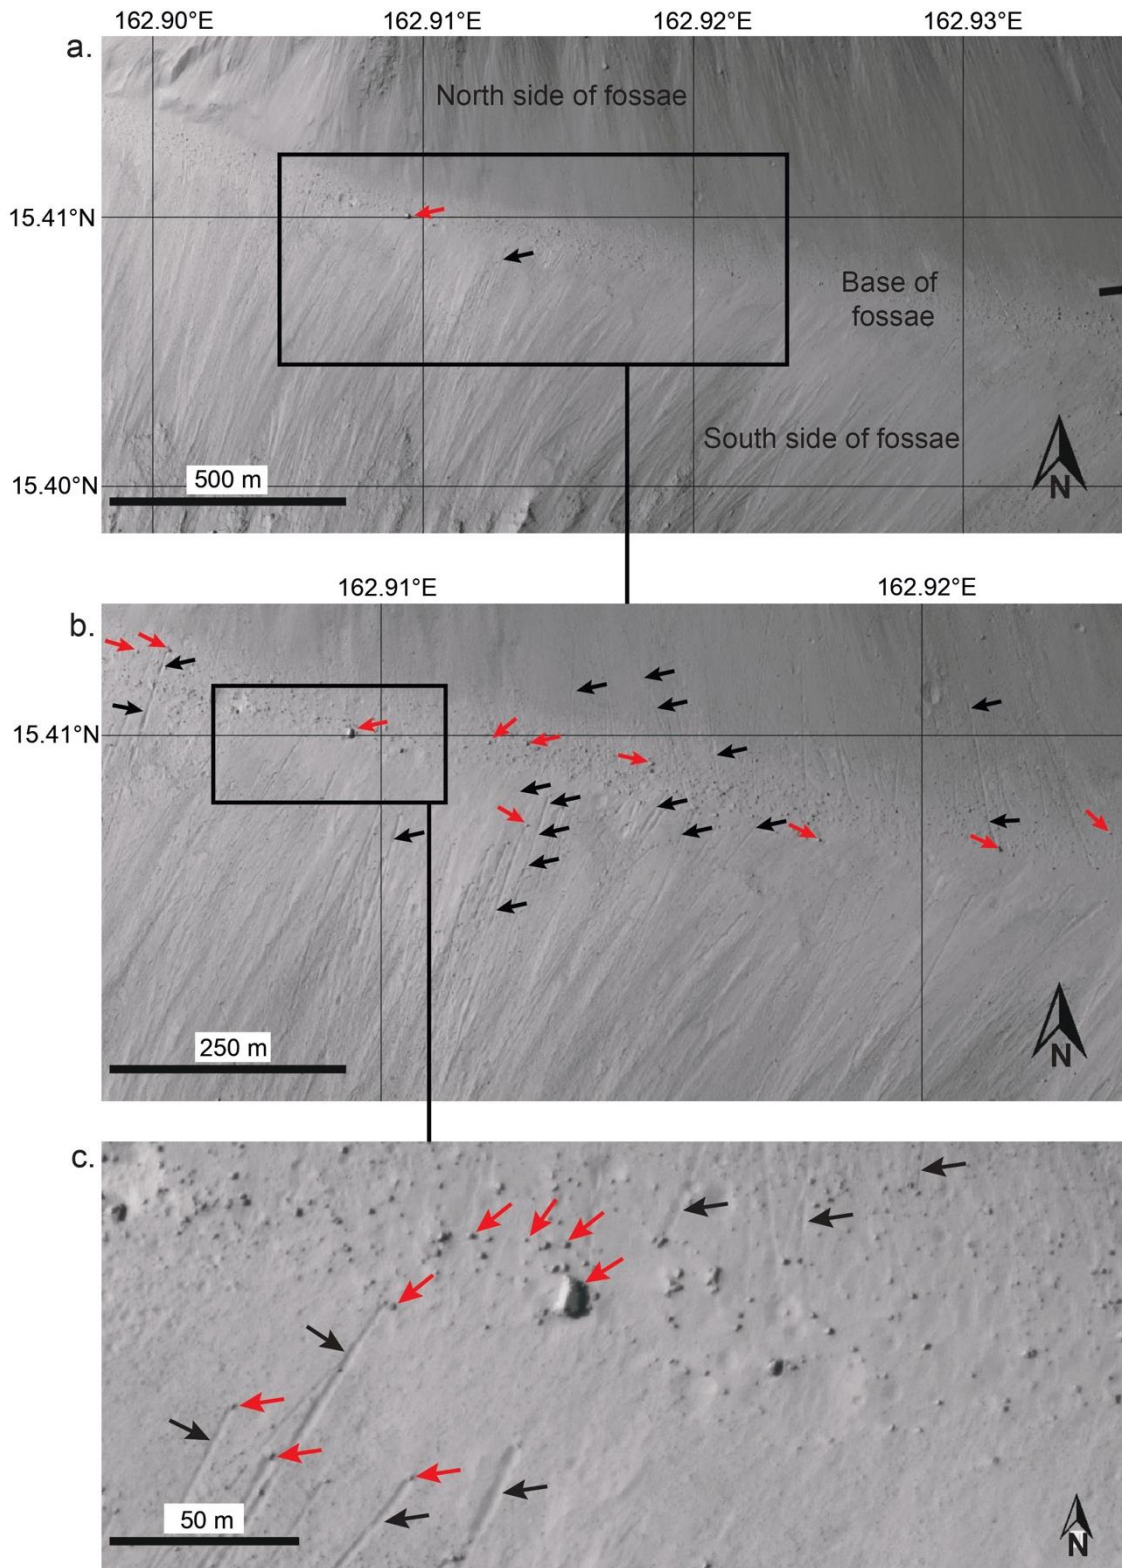 162.90°E 162.91°E 162.92°E 162.93°E
a.
North side of fossae
15.41°N
Base of
fossae
South side of fossae
500 m
15.40°N
N
162.91°E 162.92°E
b.
15.41°N
250 m
N
c.
50 m
N